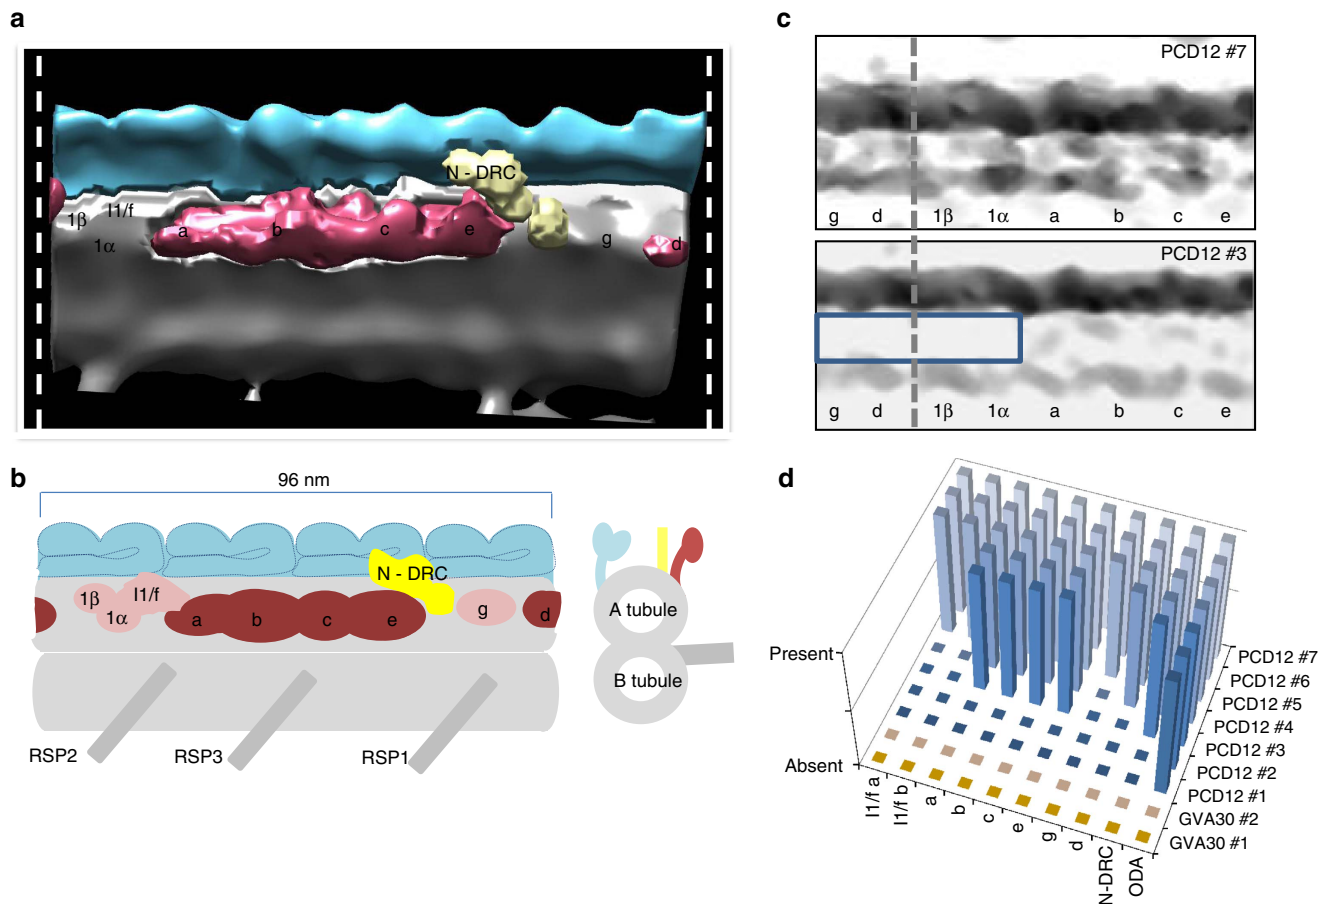 a
N - DRC
1β
I1/f
1α
a
b
c
e
g
d
b
96 nm
N - DRC
1β
I1/f
1α
a
b
c
e
g
d
RSP2
RSP3
RSP1
A tubule
B tubule
c
PCD12 #7
g d 1β 1α a b c e
PCD12 #3
g d 1β 1α a b c e
d
Present
Absent
I1/f a
I1/f b
a
b
c
e
g
d
N-DRC
ODA
PCD12 #7
PCD12 #6
PCD12 #5
PCD12 #4
PCD12 #3
PCD12 #2
PCD12 #1
GVA30 #2
GVA30 #1